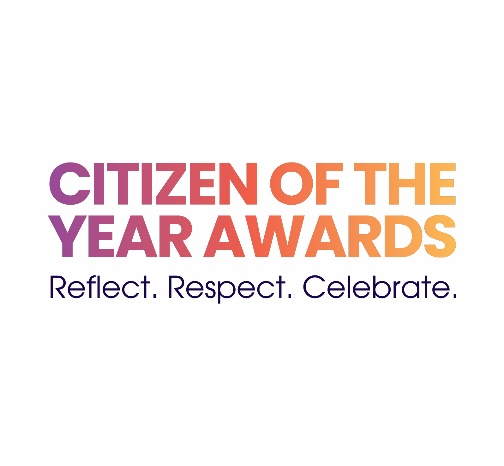 CITIZEN OF THE
YEAR AWARDS
Reflect. Respect. Celebrate.